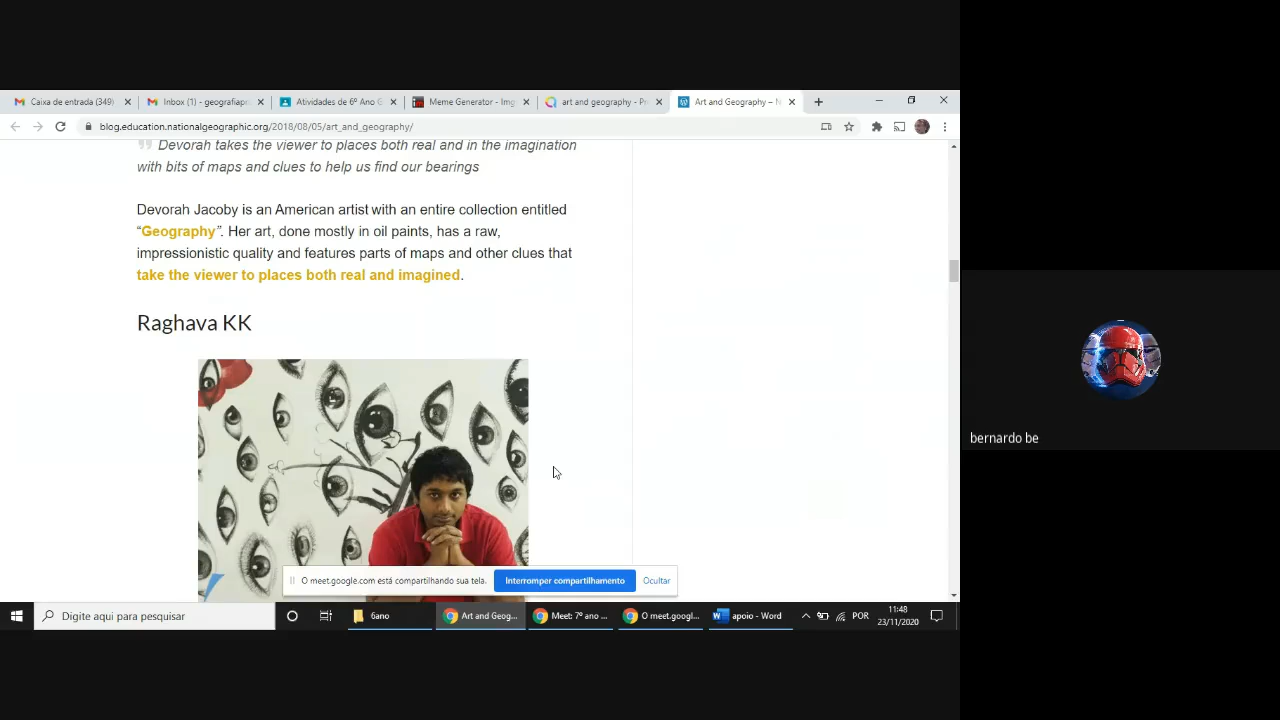 Caixa de entrada (349)
Inbox (1) - geografiapr
Atividades de 6º Ano G
Meme Generator - Img
art and geography - Pr
Art and Geography – N
blog.education.nationalgeographic.org/2018/08/05/art_and_geography/
Devorah takes the viewer to places both real and in the imagination
with bits of maps and clues to help us find our bearings
Devorah Jacoby is an American artist with an entire collection entitled
“Geography”. Her art, done mostly in oil paints, has a raw,
impressionistic quality and features parts of maps and other clues that
take the viewer to places both real and imagined.
Raghava KK
bernardo be
O meet.google.com está compartilhando sua tela.
Interromper compartilhamento
Ocultar
Digite aqui para pesquisar
6ano
Art and Geog...
Meet: 7º ano ...
O meet.googl...
apoio - Word
POR
11:48
23/11/2020